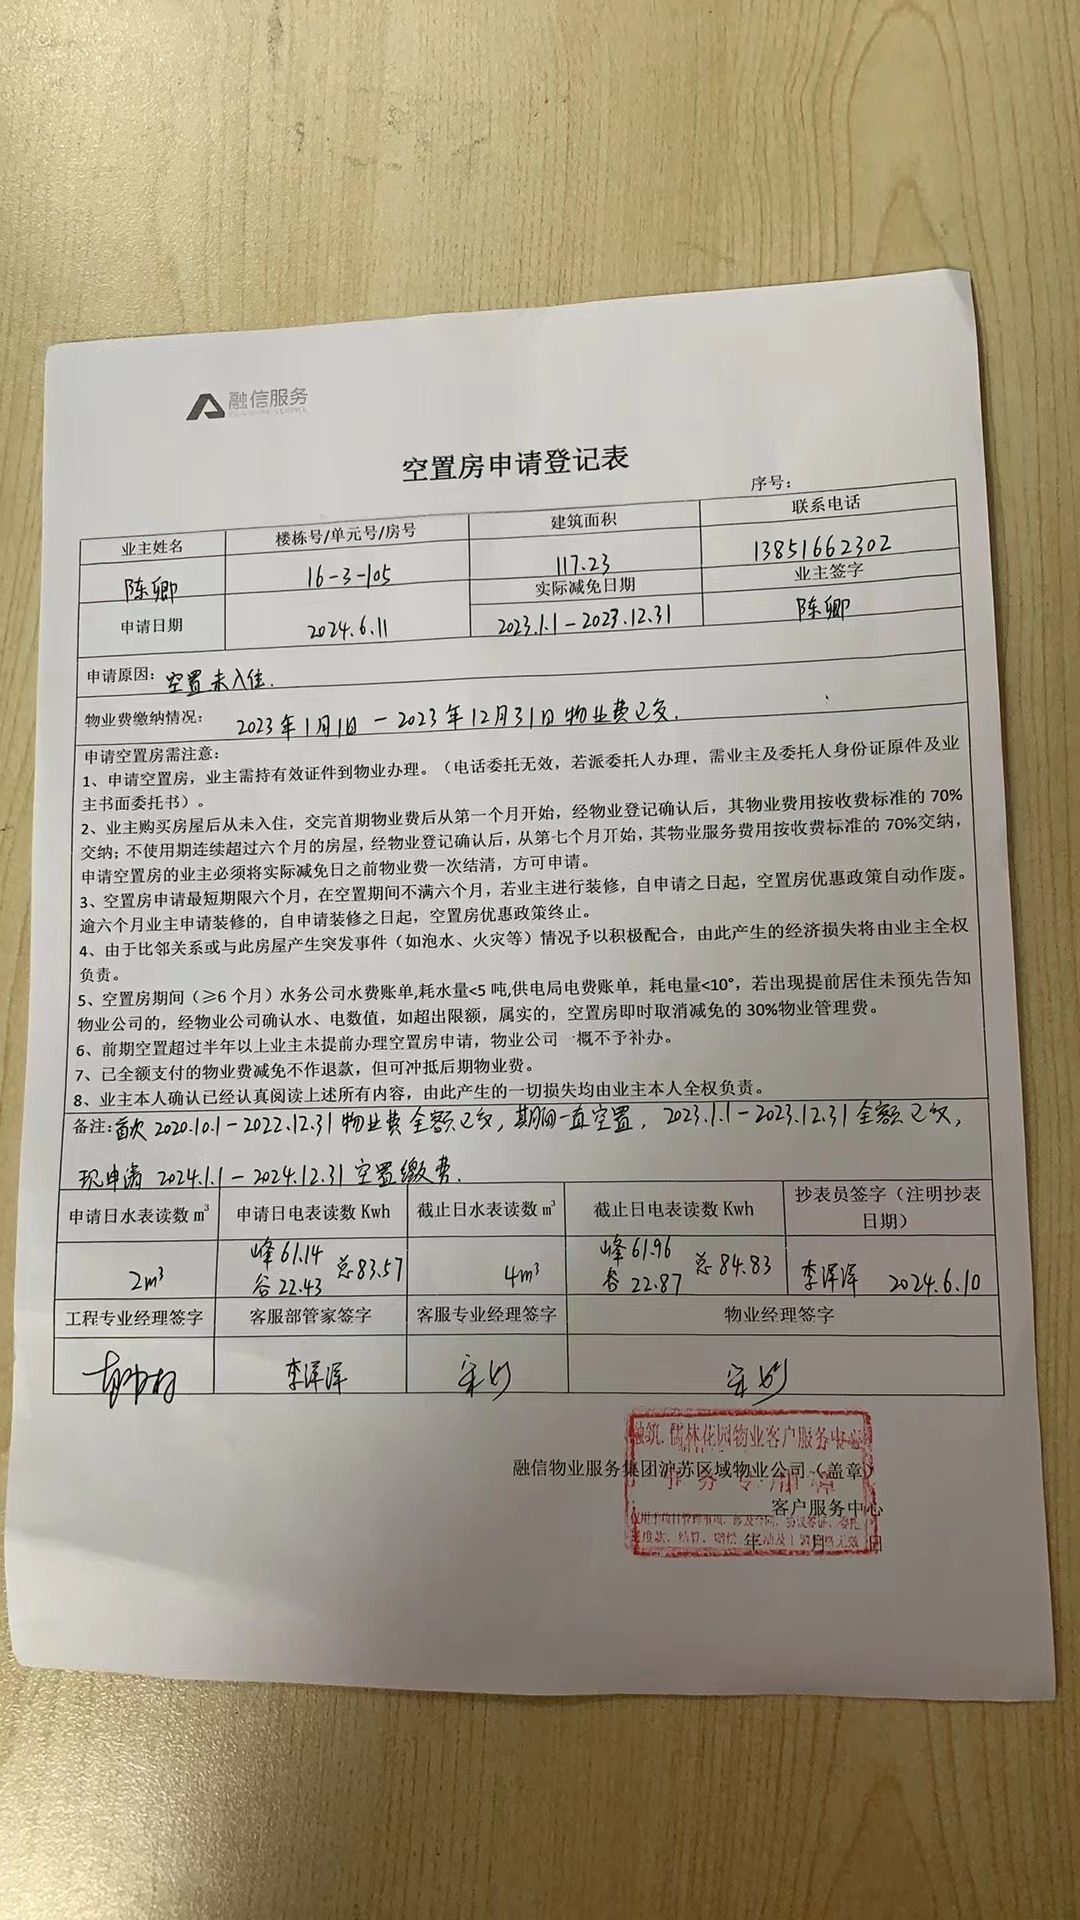 融信服务
空置房申请登记表
序号：
业主姓名 楼栋号/单元号/房号 建筑面积 联系电话
陈卿 16-3-105 117.23 13851662302
实际减免日期 业主签字
申请日期 2024.6.11 2023.1.1-2023.12.31 陈卿
申请原因：空置未入住.
物业费缴纳情况： 2023年1月1日-2023年12月31日物业费已交.
申请空置房需注意：
1、申请空置房，业主需持有效证件到物业办理。（电话委托无效，若派委托人办理，需业主及委托人身份证原件及业
主书面委托书）。
2、业主购买房屋后从未入住，交完首期物业费后从第一个月开始，经物业登记确认后，其物业费用按收费标准的 70%
交纳；不使用期连续超过六个月的房屋，经物业登记确认后，从第七个月开始，其物业服务费用按收费标准的 70%交纳，
申请空置房的业主必须将实际减免日之前物业费一次结清，方可申请。
3、空置房申请最短期限六个月，在空置期间不满六个月，若业主进行装修，自申请之日起，空置房优惠政策自动作废。
逾六个月业主申请装修的，自申请装修之日起，空置房优惠政策终止。
4、由于比邻关系或与此房屋产生突发事件（如泡水、火灾等）情况予以积极配合，由此产生的经济损失将由业主全权
负责。
5、空置房期间（≥6 个月）水务公司水费账单,耗水量<5 吨,供电局电费账单，耗电量<10°，若出现提前居住未预先告知
物业公司的，经物业公司确认水、电数值，如超出限额，属实的，空置房即时取消减免的 30%物业管理费。
6、前期空置超过半年以上业主未提前办理空置房申请，物业公司一概不予补办。
7、已全额支付的物业费减免不作退款，但可冲抵后期物业费。
8、业主本人确认已经认真阅读上述所有内容，由此产生的一切损失均由业主本人全权负责。
备注：首次2020.10.1-2022.12.31物业费全额已交，期间一直空置，2023.1.1-2023.12.31全额已交，
现申请 2024.1.1-2024.12.31空置缴费.
申请日水表读数 m³ 申请日电表读数 Kwh 截止日水表读数 m³ 截止日电表读数 Kwh 抄表员签字（注明抄表
日期）
2m³ 峰61.14 谷22.43 总83.57 4m³ 峰61.96 谷22.87 总84.83 李泽泽 2024.6.10
工程专业经理签字 客服部管家签字 客服专业经理签字 物业经理签字
李泽泽
融筑.儒林花园物业客户服务中心
融信物业服务集团沪苏区域物业公司（盖章）
客户服务中心
年 月 日